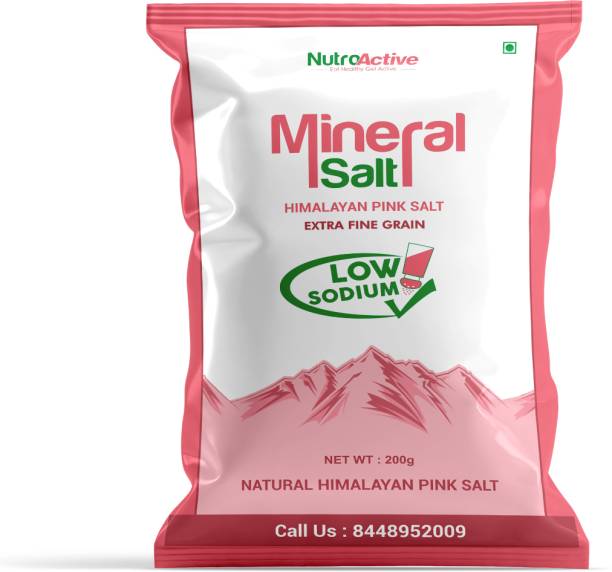 NutroActive
Eat Healthy Get Active
Mineral
Salt
HIMALAYAN PINK SALT
EXTRA FINE GRAIN
LOW
SODIUM
NET WT : 200g
NATURAL HIMALAYAN PINK SALT
Call Us : 8448952009